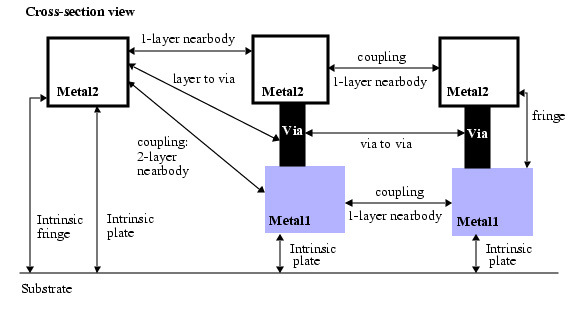 Cross-section view
1-layer nearbody
coupling
1-layer nearbody
Metal2
Metal2
Metal2
layer to via
fringe
Via
via to via
Via
coupling:
2-layer
nearbody
coupling
1-layer nearbody
Metal1
Metal1
Intrinsic
fringe
Intrinsic
plate
Intrinsic
plate
Intrinsic
plate
Substrate